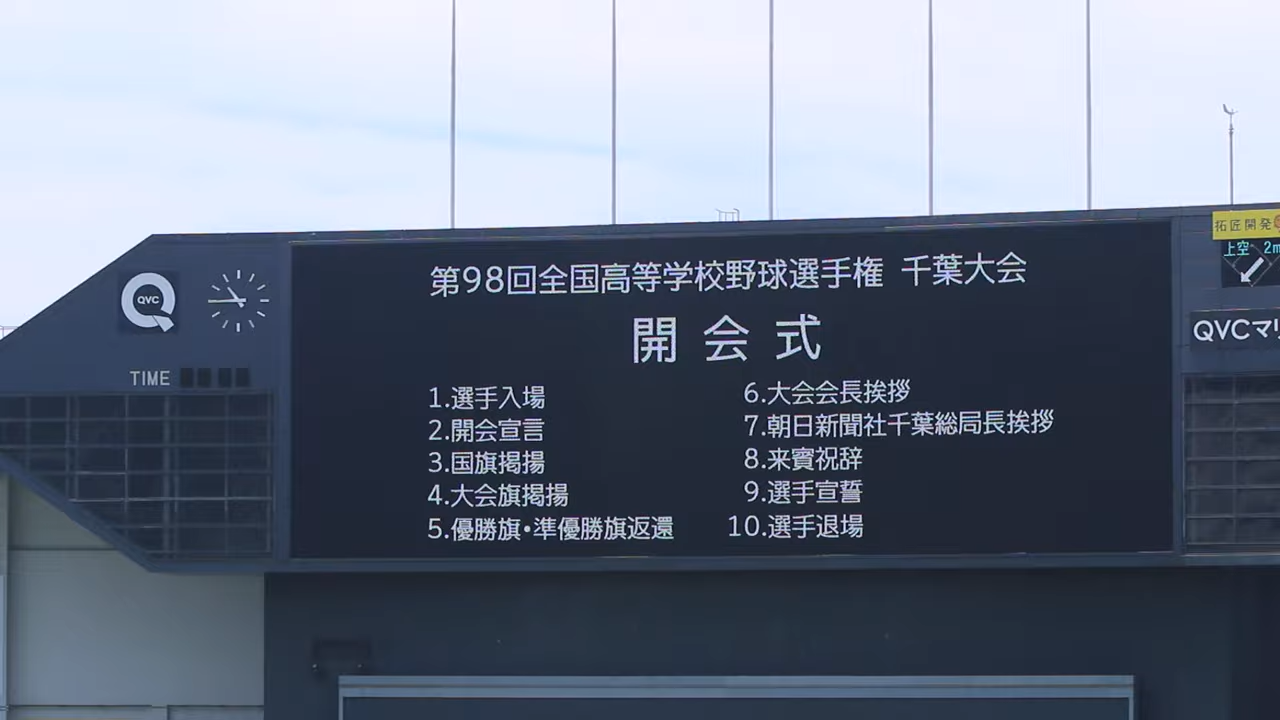 第98回全国高等学校野球選手権 千葉大会
開会式
1.選手入場
2.開会宣言
3.国旗掲揚
4.大会旗掲揚
5.優勝旗・準優勝旗返還
6.大会会長挨拶
7.朝日新聞社千葉総局長挨拶
8.来賓祝辞
9.選手宣誓
10.選手退場
QVC
TIME
拓匠開発
上空 2m
QVCマリ